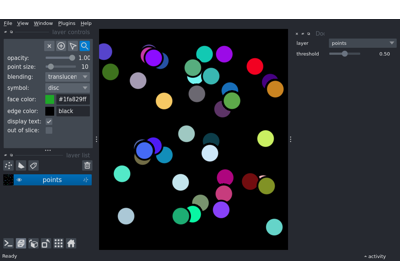 File View Window Plugins Help
layer controls
opacity: 1.00
point size: 10
blending: translucen
symbol: disc
face color: #1fa829ff
edge color: black
display text:
out of slice:
layer list
points
Ready
layer points
threshold 0.50
activity